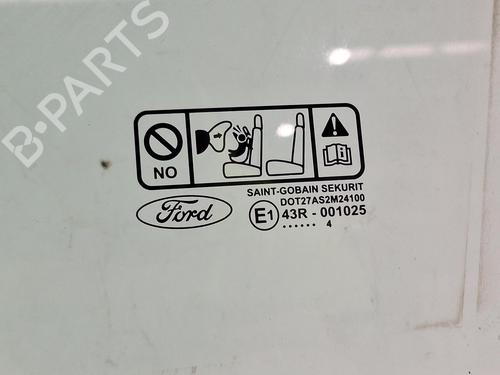 B-PARTS
NO
SAINT-GOBAIN SEKURIT
DOT27AS2M24100
Ford
E1 43R - 001025
...... 4